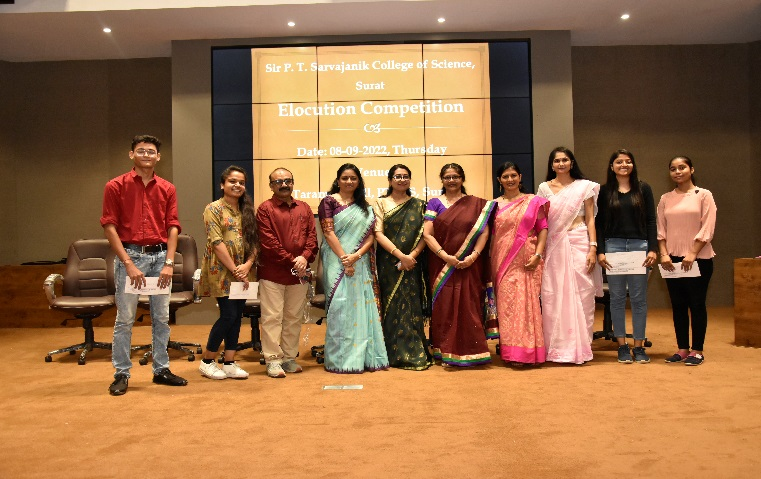 Sir P. T. Sarvajanik College of Science,
Surat
Elocution Competition
Date: 08-09-2022, Thursday